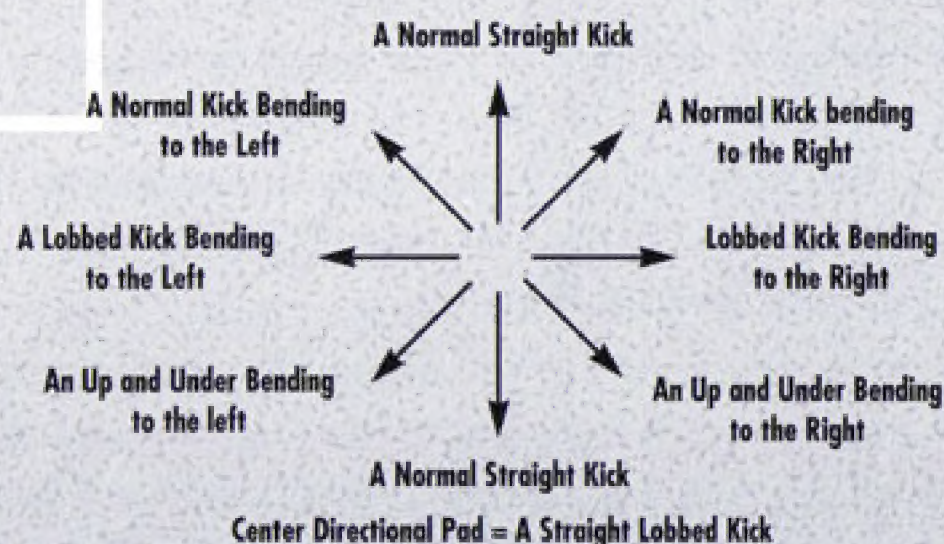 A Normal Straight Kick
A Normal Kick Bending
to the Left
A Normal Kick bending
to the Right
A Lobbed Kick Bending
to the Left
Lobbed Kick Bending
to the Right
An Up and Under Bending
to the left
An Up and Under Bending
to the Right
A Normal Straight Kick
Center Directional Pad = A Straight Lobbed Kick